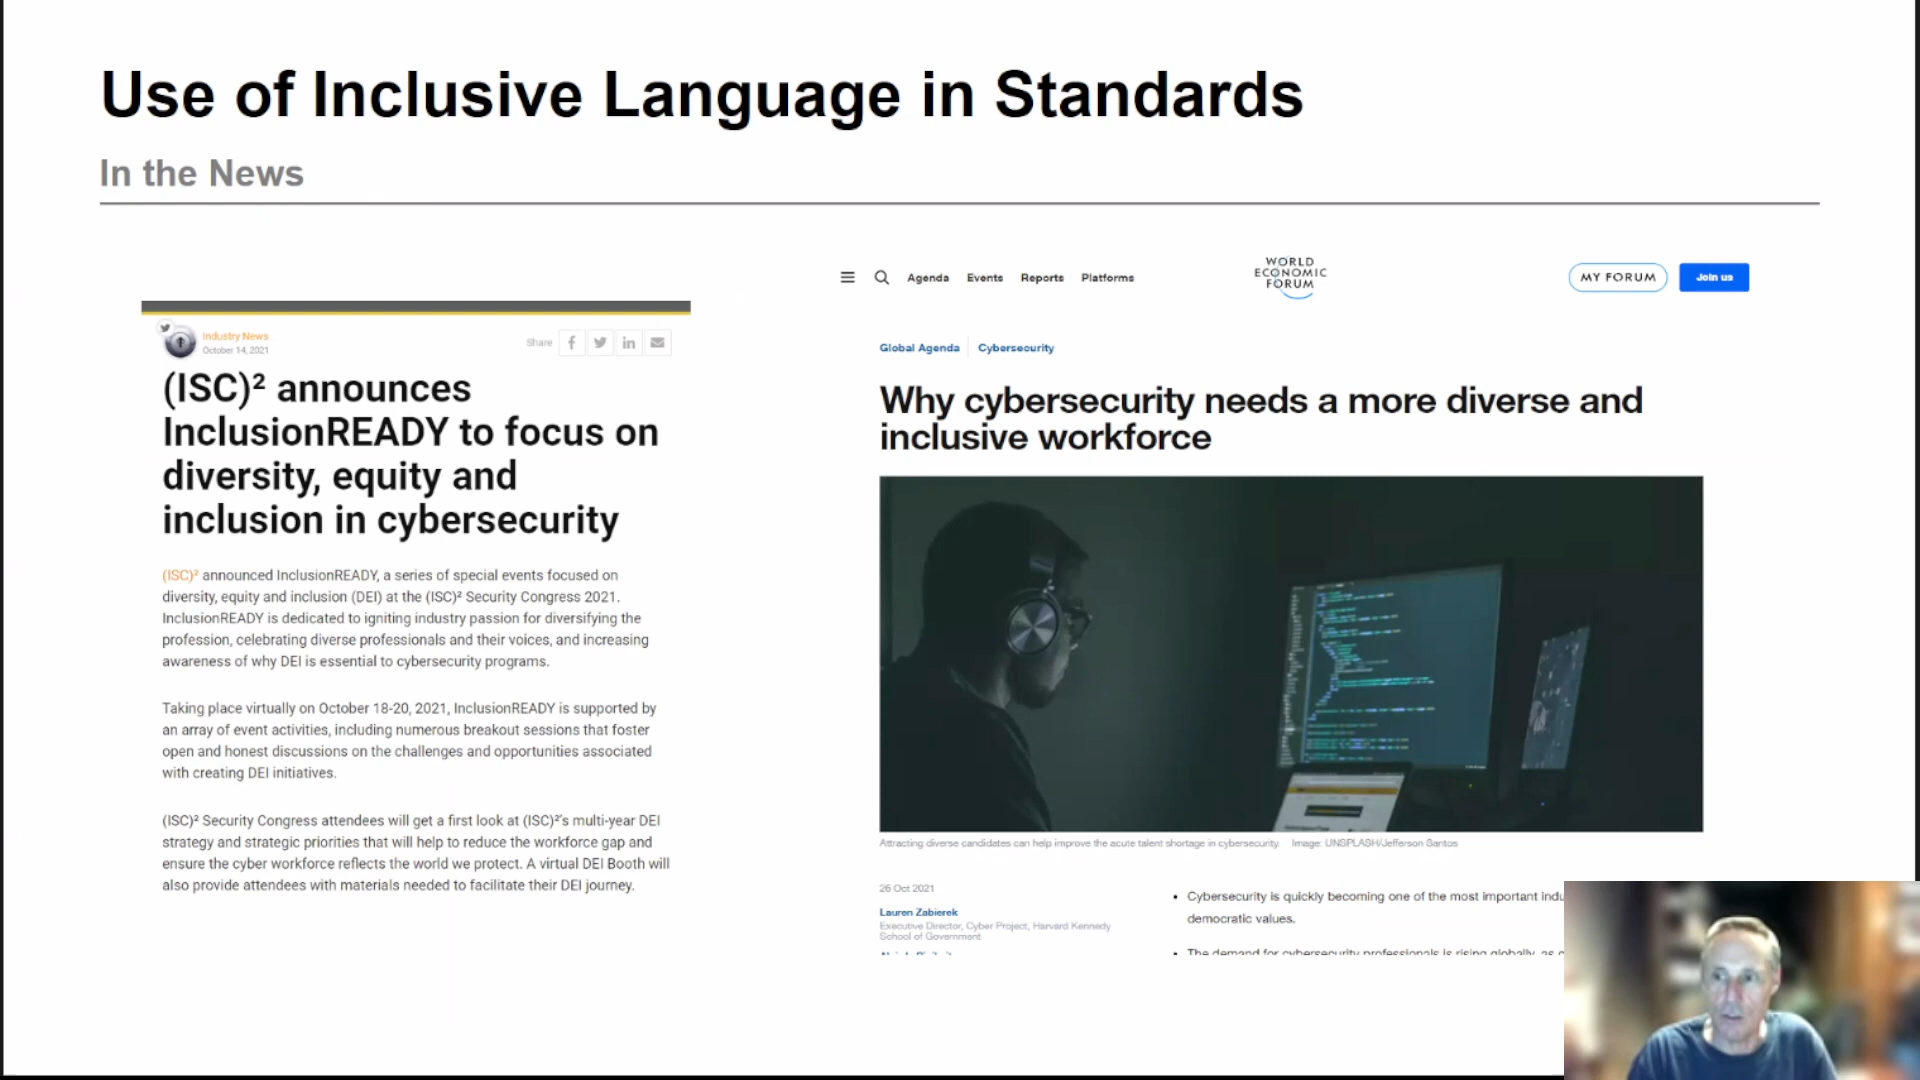 Use of Inclusive Language in Standards
In the News
Industry News
October 14, 2021
Share
(ISC)² announces
InclusionREADY to focus on
diversity, equity and
inclusion in cybersecurity
(ISC)² announced InclusionREADY, a series of special events focused on
diversity, equity and inclusion (DEI) at the (ISC)² Security Congress 2021.
InclusionREADY is dedicated to igniting industry passion for diversifying the
profession, celebrating diverse professionals and their voices, and increasing
awareness of why DEI is essential to cybersecurity programs.
Taking place virtually on October 18-20, 2021, InclusionREADY is supported by
an array of event activities, including numerous breakout sessions that foster
open and honest discussions on the challenges and opportunities associated
with creating DEI initiatives.
(ISC)² Security Congress attendees will get a first look at (ISC)²'s multi-year DEI
strategy and strategic priorities that will help to reduce the workforce gap and
ensure the cyber workforce reflects the world we protect. A virtual DEI Booth will
also provide attendees with materials needed to facilitate their DEI journey.
Agenda Events Reports Platforms
WORLD
ECONOMIC
FORUM
MY FORUM
Join us
Global Agenda Cybersecurity
Why cybersecurity needs a more diverse and
inclusive workforce
Attracting diverse candidates can help improve the acute talent shortage in cybersecurity. Image: UNSPLASH/Jefferson Santos
26 Oct 2021
Lauren Zabierek
Executive Director, Cyber Project, Harvard Kennedy
School of Government
• Cybersecurity is quickly becoming one of the most important
democratic values.
• The demand for cybersecurity professionals is rising globally, as